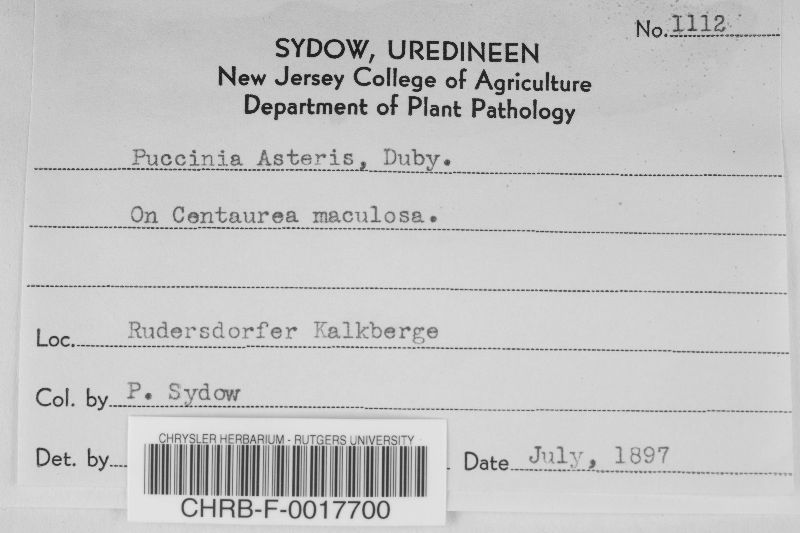 No. 1112
SYDOW, UREDINEEN
New Jersey College of Agriculture
Department of Plant Pathology
Puccinia Asteris, Duby.
On Centaurea maculosa.
Loc. Rudersdorfer Kalkberge
Col. by P. Sydow
Det. by Date July, 1897
CHRYSLER HERBARIUM - RUTGERS UNIVERSITY
CHRB-F-0017700